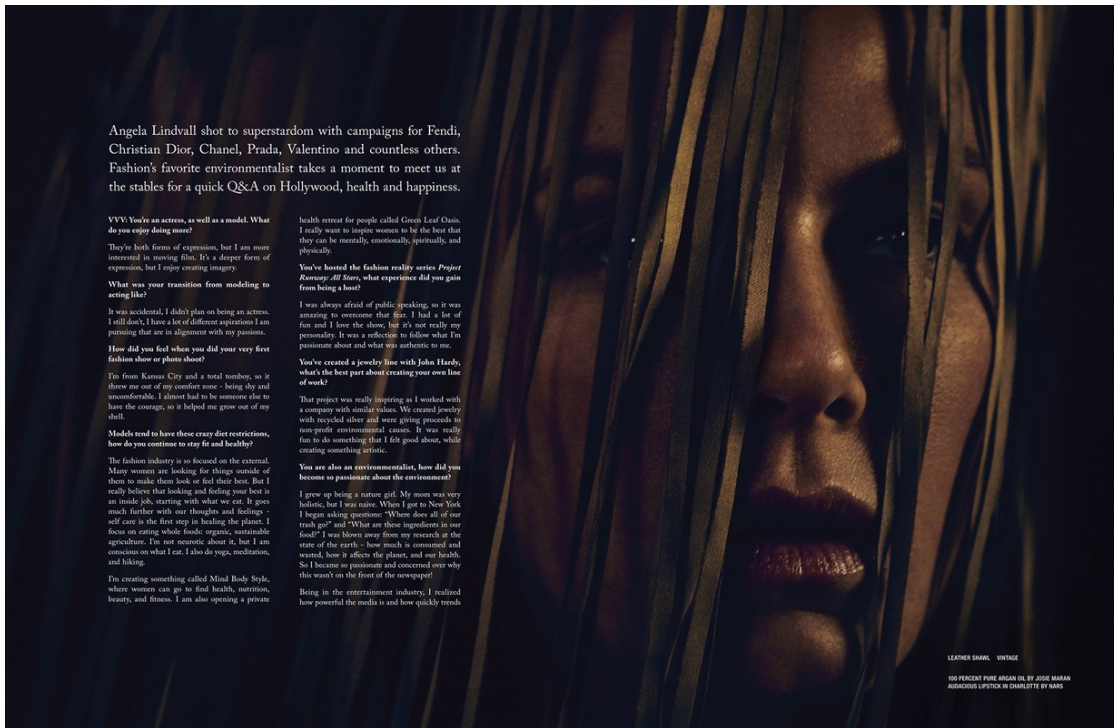 Angela Lindvall shot to superstardom with campaigns for Fendi,
Christian Dior, Chanel, Prada, Valentino and countless others.
Fashion's favorite environmentalist takes a moment to meet us at
the stables for a quick Q&A on Hollywood, health and happiness.
VVV: You're an actress, as well as a model. What
do you enjoy doing more?
They're both forms of expression, but I am more
interested in moving film. It's a deeper form of
expression, but I enjoy creating imagery.
What was your transition from modeling to
acting like?
It was accidental, I didn't plan on being an actress.
I still don't, I have a lot of different aspirations I am
pursuing that are in alignment with my passions.
How did you feel when you did your very first
fashion show or photo shoot?
I'm from Kansas City and a total tomboy, so it
threw me out of my comfort zone - being shy and
uncomfortable. I almost had to be someone else to
have the courage, so it helped me grow out of my
shell.
Models tend to have these crazy diet restrictions,
how do you continue to stay fit and healthy?
The fashion industry is so focused on the external.
Many women are looking for things outside of
them to make them look or feel their best. But I
really believe that looking and feeling your best is
an inside job, starting with what we eat. It goes
much further with our thoughts and feelings -
self care is the first step in healing the planet. I
focus on eating whole foods: organic, sustainable
agriculture. I'm not neurotic about it, but I am
conscious on what I eat. I also do yoga, meditation,
and hiking.
I'm creating something called Mind Body Style,
where women can go to find health, nutrition,
beauty, and fitness. I am also opening a private
health retreat for people called Green Leaf Oasis.
I really want to inspire women to be the best that
they can be mentally, emotionally, spiritually, and
physically.
You've hosted the fashion reality series Project
Runway: All Stars, what experience did you gain
from being a host?
I was always afraid of public speaking, so it was
amazing to overcome that fear. I had a lot of
fun and I love the show, but it's not really my
personality. It was a reflection to follow what I'm
passionate about and what was authentic to me.
You've created a jewelry line with John Hardy,
what's the best part about creating your own line
of work?
That project was really inspiring as I worked with
a company with similar values. We created jewelry
with recycled silver and were giving proceeds to
non-profit environmental causes. It was really
fun to do something that I felt good about, while
creating something artistic.
You are also an environmentalist, how did you
become so passionate about the environment?
I grew up being a nature girl. My mom was very
holistic, but I was naive. When I got to New York
I began asking questions: "Where does all of our
trash go?" and "What are these ingredients in our
food?" I was blown away from my research at the
state of the earth - how much is consumed and
wasted, how it affects the planet, and our health.
So I became so passionate and concerned over why
this wasn't on the front of the newspaper!
Being in the entertainment industry, I realized
how powerful the media is and how quickly trends
LEATHER SHAWL VINTAGE
100 PERCENT PURE ARGAN OIL BY JOSIE MARAN
AUDACIOUS LIPSTICK IN CHARLOTTE BY NARS